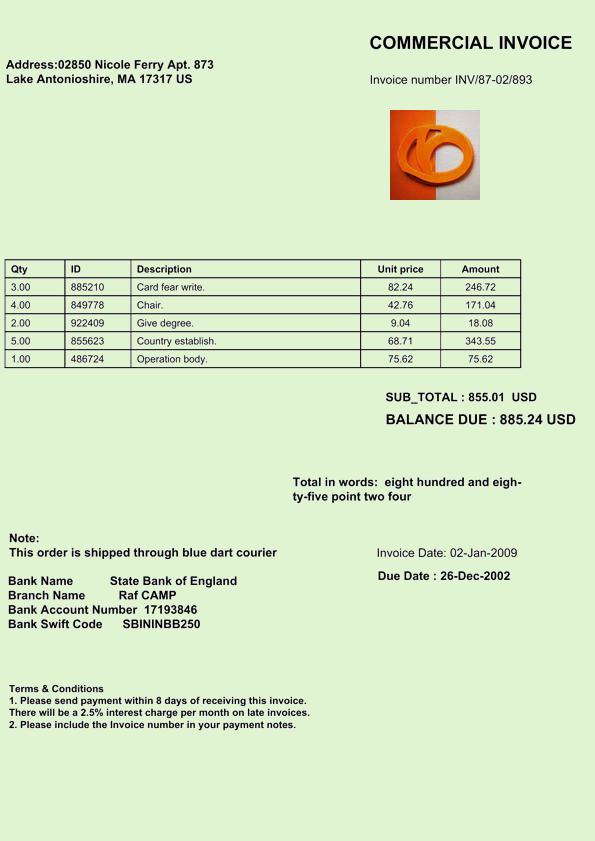 COMMERCIAL INVOICE
Address:02850 Nicole Ferry Apt. 873
Lake Antonioshire, MA 17317 US
Invoice number INV/87-02/893
Qty ID Description Unit price Amount
3.00 885210 Card fear write. 82.24 246.72
4.00 849778 Chair. 42.76 171.04
2.00 922409 Give degree. 9.04 18.08
5.00 855623 Country establish. 68.71 343.55
1.00 486724 Operation body. 75.62 75.62
SUB_TOTAL : 855.01 USD
BALANCE DUE : 885.24 USD
Total in words: eight hundred and eigh-
ty-five point two four
Note:
This order is shipped through blue dart courier
Invoice Date: 02-Jan-2009
Due Date : 26-Dec-2002
Bank Name State Bank of England
Branch Name Raf CAMP
Bank Account Number 17193846
Bank Swift Code SBININBB250
Terms & Conditions
1. Please send payment within 8 days of receiving this invoice.
There will be a 2.5% interest charge per month on late invoices.
2. Please include the Invoice number in your payment notes.